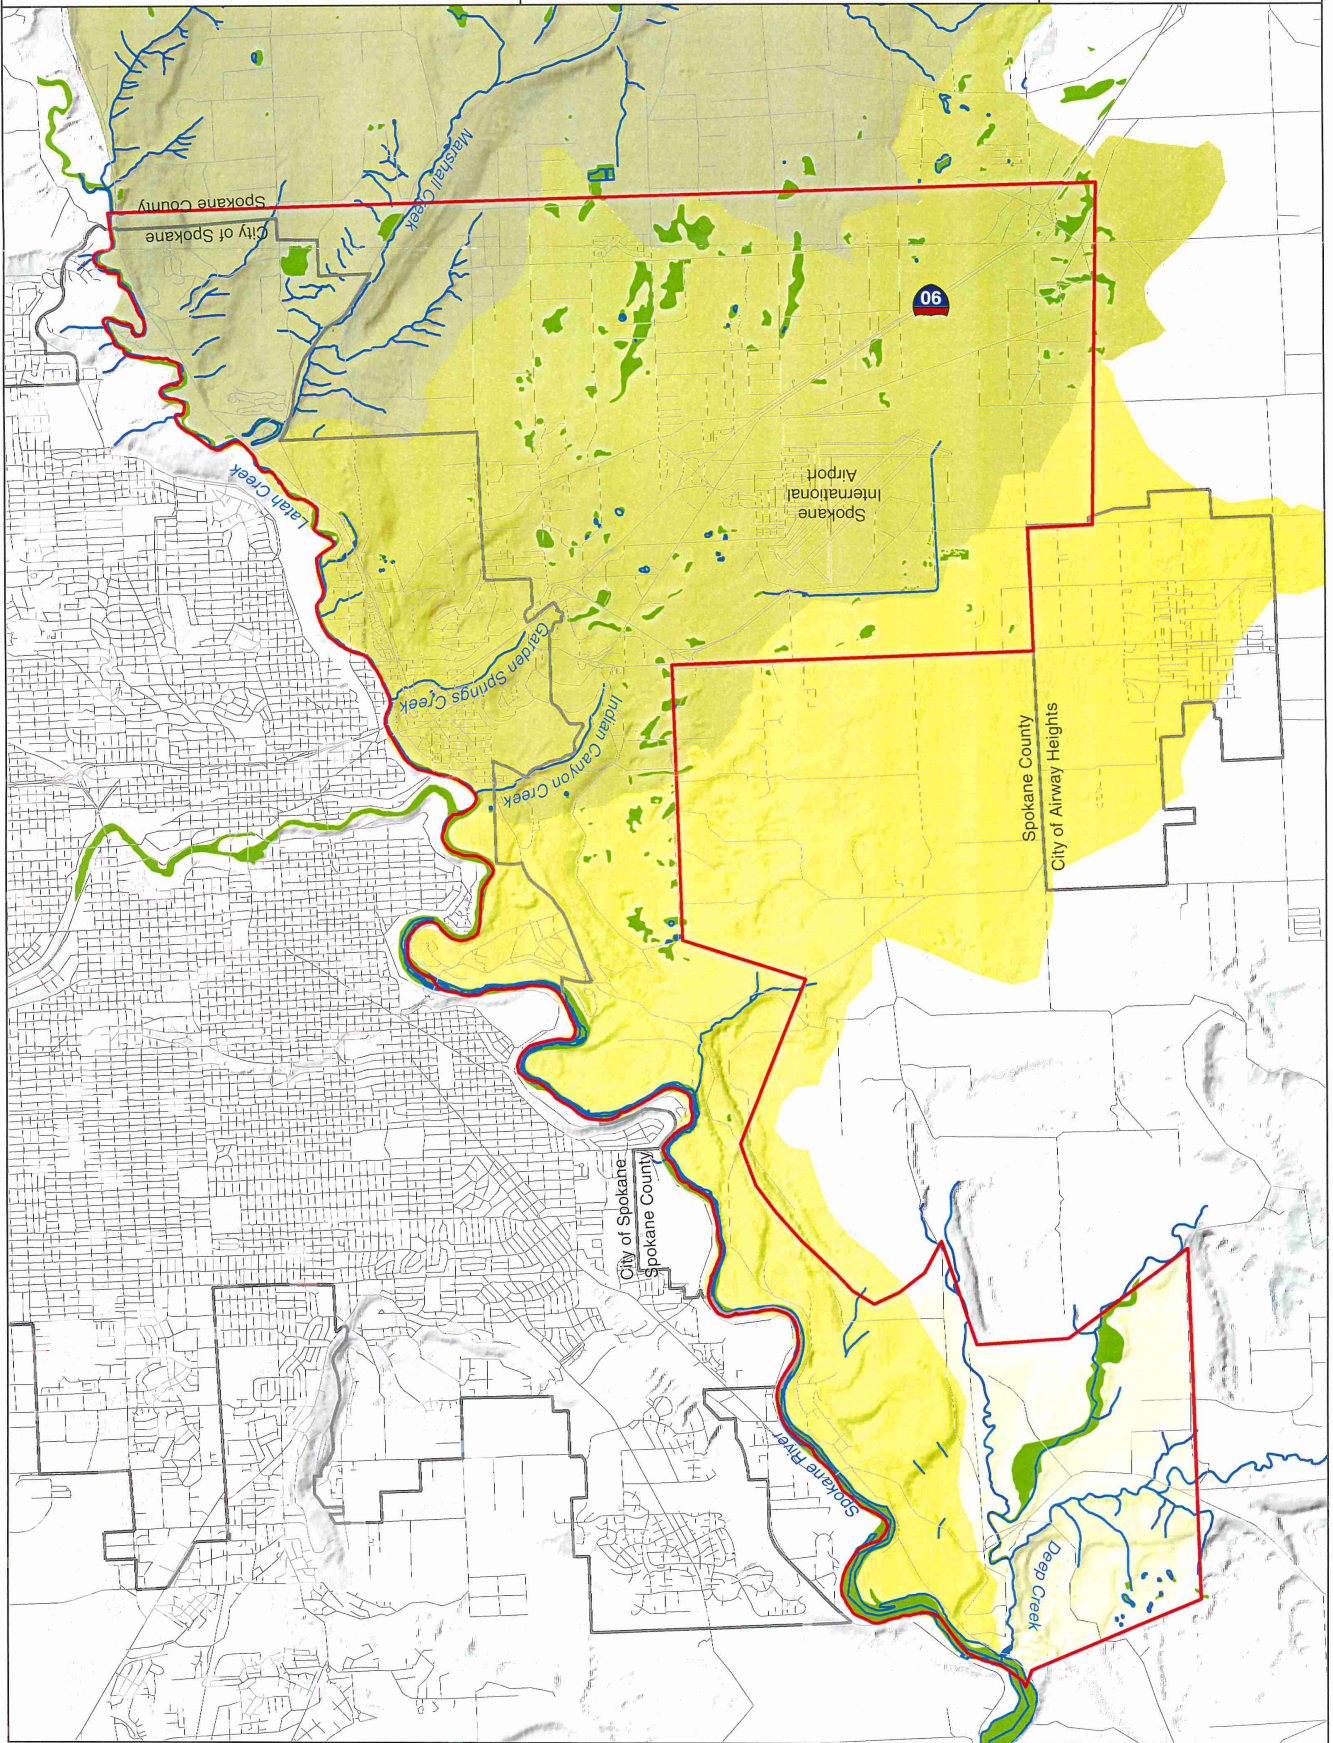 Spokane County
City of Spokane
Marshall Creek
90
Latah Creek
Spokane
International
Airport
Garden Springs Creek
Indian Canyon Creek
Spokane County
City of Airway Heights
City of Spokane
Spokane County
Spokane River
Deep Creek